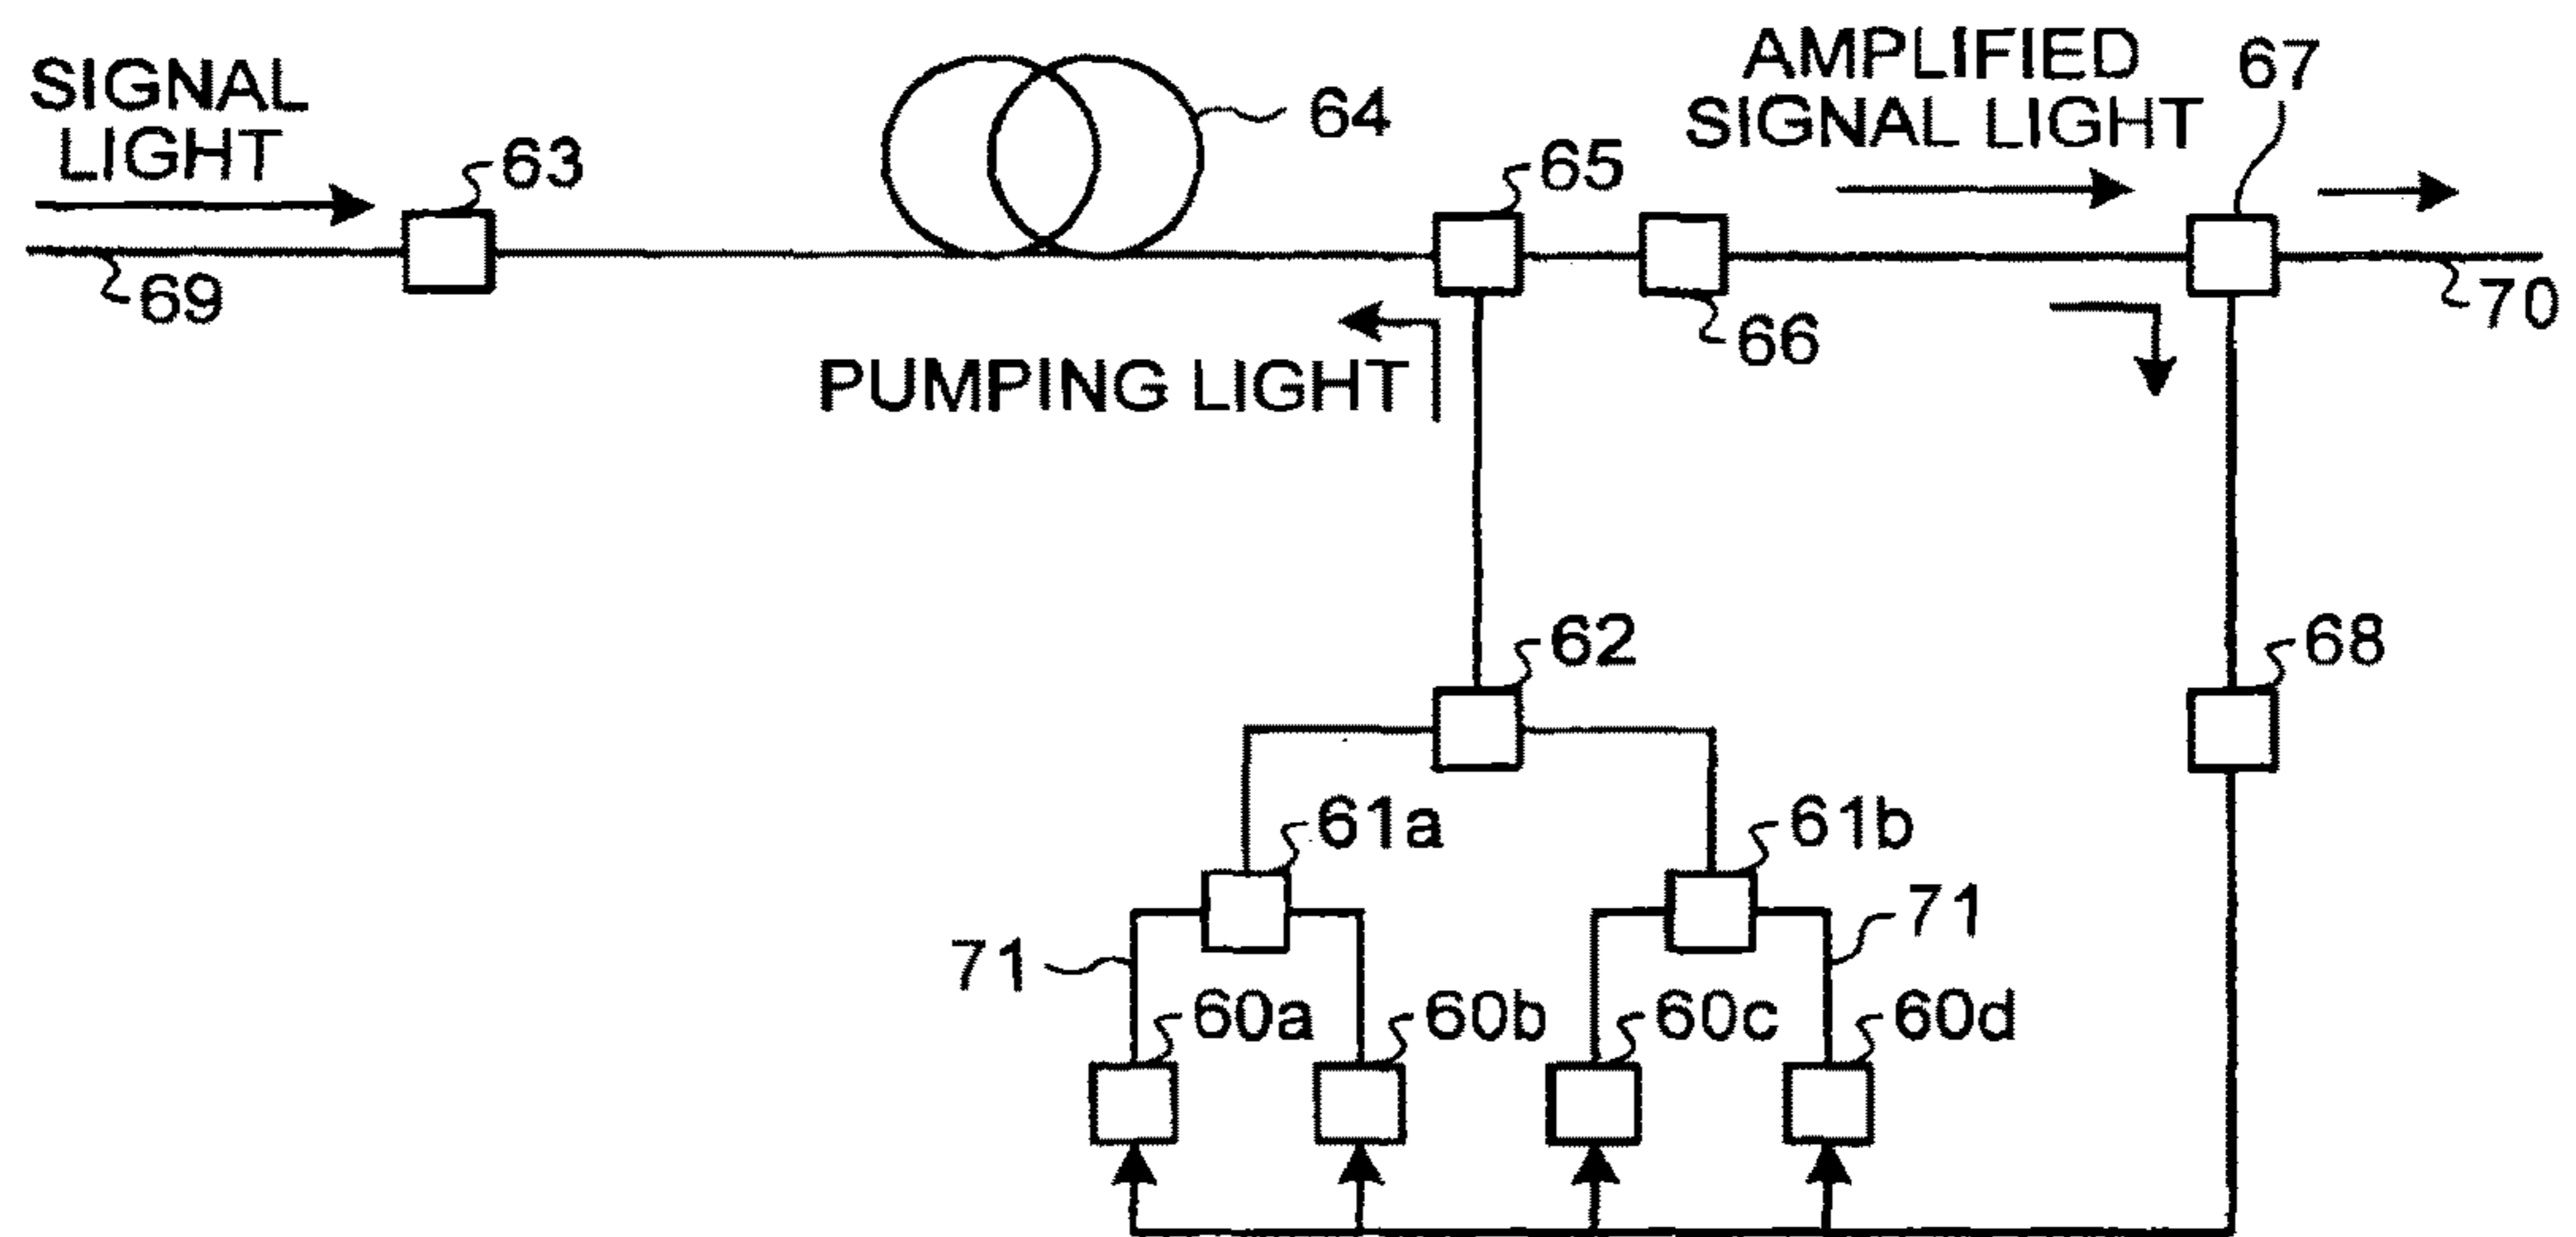 SIGNAL
LIGHT
63
69
64
65
AMPLIFIED
SIGNAL LIGHT
67
66
70
PUMPING LIGHT
62
68
61a
61b
71
71
60a
60b
60c
60d